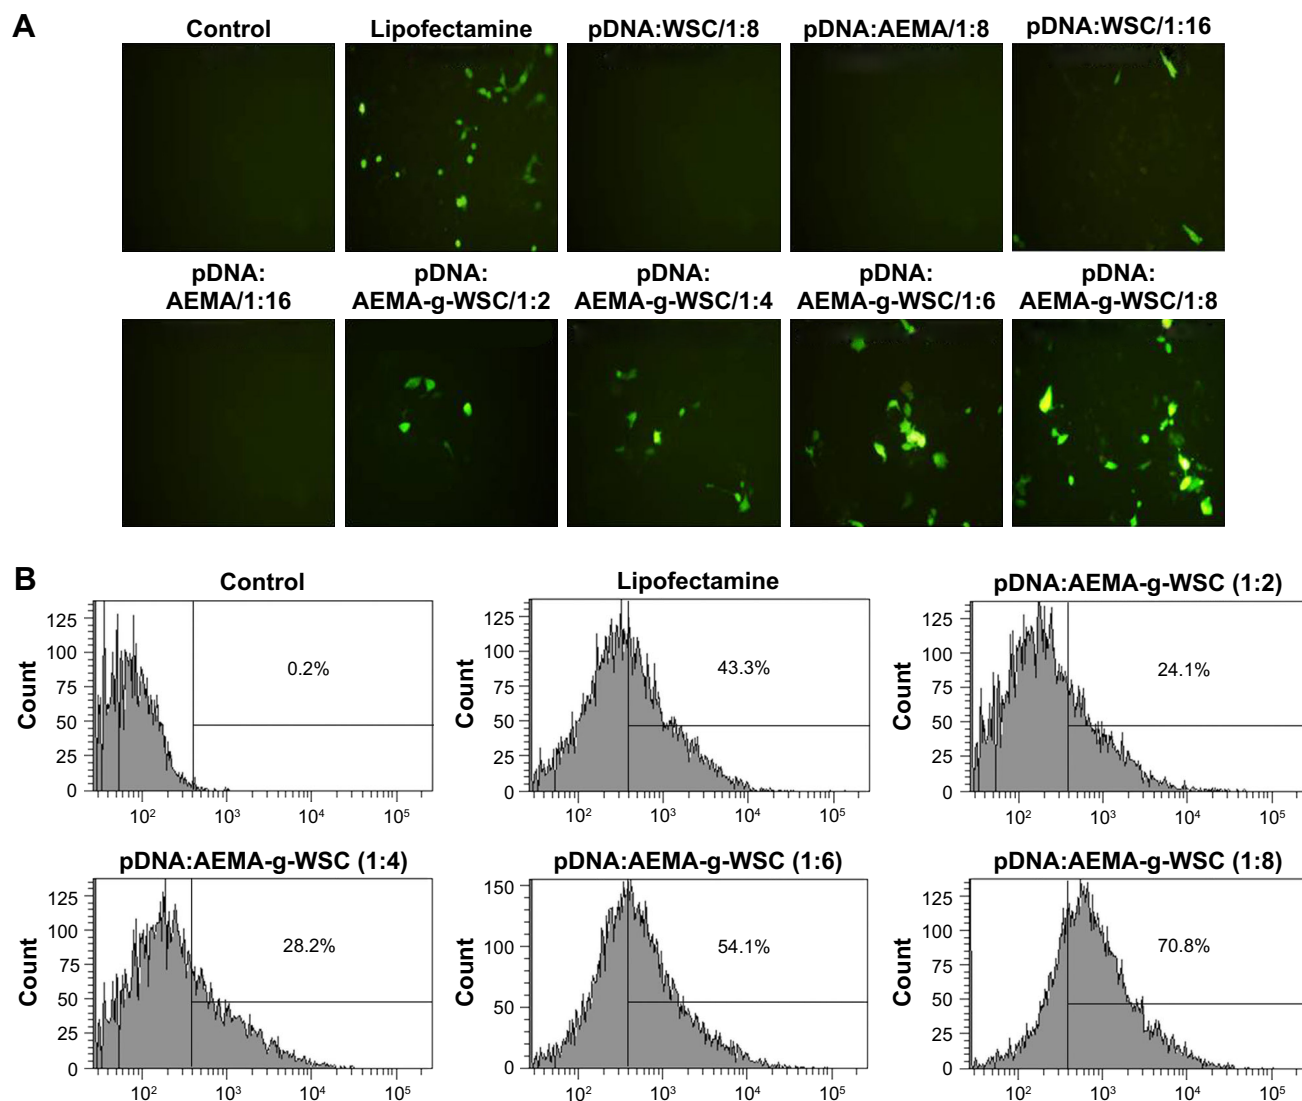 A
Control Lipofectamine pDNA:WSC/1:8 pDNA:AEMA/1:8 pDNA:WSC/1:16
pDNA: pDNA: pDNA: pDNA: pDNA:
AEMA/1:16 AEMA-g-WSC/1:2 AEMA-g-WSC/1:4 AEMA-g-WSC/1:6 AEMA-g-WSC/1:8
B
Control Lipofectamine pDNA:AEMA-g-WSC (1:2)
125 125 125
100 100 100
75 75 75
50 50 50
25 25 25
0 0 0
Count Count Count
0.2% 43.3% 24.1%
10² 10³ 10⁴ 10⁵ 10² 10³ 10⁴ 10⁵ 10² 10³ 10⁴ 10⁵
pDNA:AEMA-g-WSC (1:4) pDNA:AEMA-g-WSC (1:6) pDNA:AEMA-g-WSC (1:8)
125 150 125
100 100 100
75 50 75
50 0 50
25 25
0 0
Count Count Count
28.2% 54.1% 70.8%
10² 10³ 10⁴ 10⁵ 10² 10³ 10⁴ 10⁵ 10² 10³ 10⁴ 10⁵